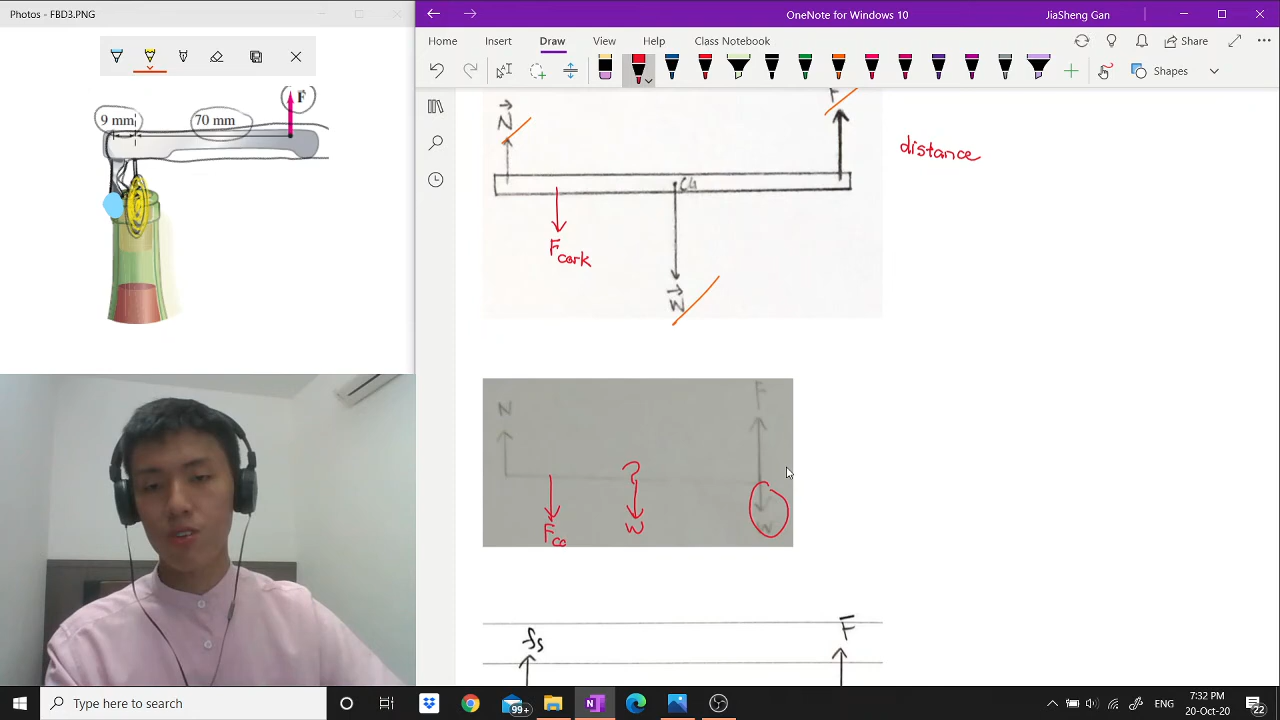 Photos - FBD3.PNG
OneNote for Windows 10
JiaSheng Gan
Home
Insert
Draw
View
Help
Class Notebook
Share
Shapes
9 mm
70 mm
F
N
F
distance
CG
Fcork
W
N
F
?
Fco
W
W
fs
F
Type here to search
99+
ENG
7:32 PM
20-Oct-20
22